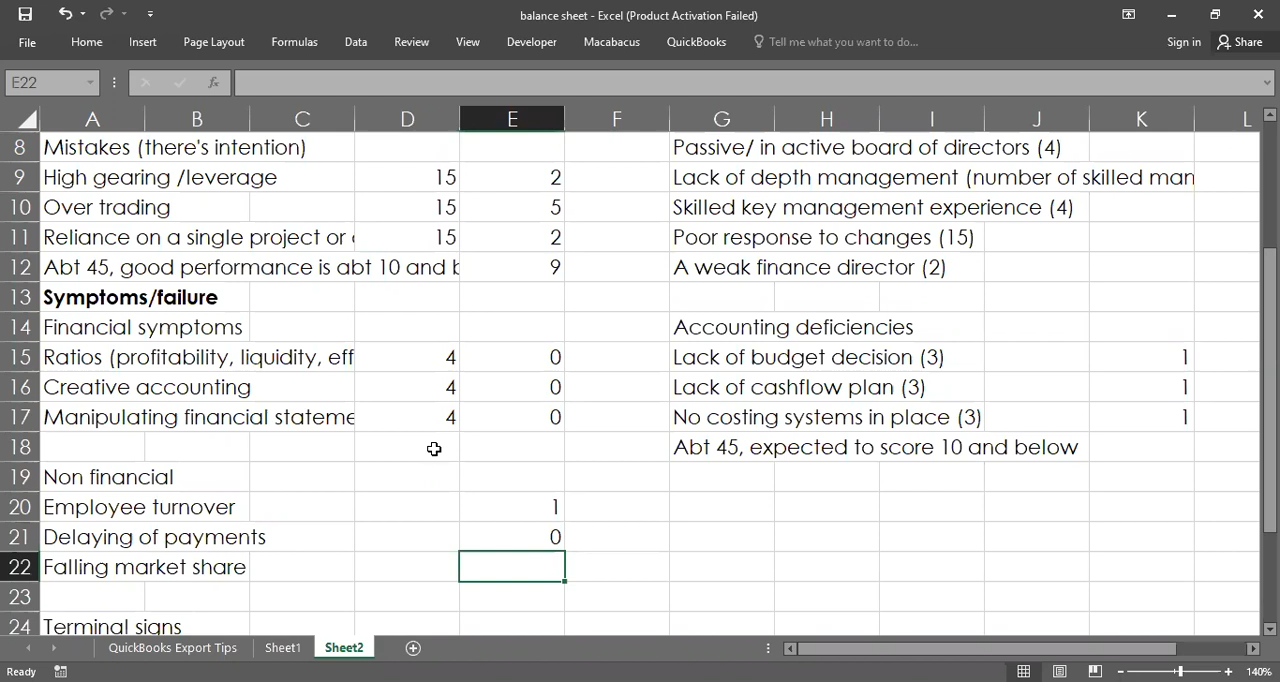 balance sheet - Excel (Product Activation Failed)
File Home Insert Page Layout Formulas Data Review View Developer Macabacus QuickBooks Tell me what you want to do... Sign in Share
E22 fx
A B C D E F G H I J K L
8 Mistakes (there's intention) Passive/ in active board of directors (4)
9 High gearing /leverage 15 2 Lack of depth management (number of skilled man
10 Over trading 15 5 Skilled key management experience (4)
11 Reliance on a single project or 15 2 Poor response to changes (15)
12 Abt 45, good performance is abt 10 and b 9 A weak finance director (2)
13 Symptoms/failure
14 Financial symptoms Accounting deficiencies
15 Ratios (profitability, liquidity, eff 4 0 Lack of budget decision (3) 1
16 Creative accounting 4 0 Lack of cashflow plan (3) 1
17 Manipulating financial stateme 4 0 No costing systems in place (3) 1
18 Abt 45, expected to score 10 and below
19 Non financial
20 Employee turnover 1
21 Delaying of payments 0
22 Falling market share
23
24 Terminal signs
QuickBooks Export Tips Sheet1 Sheet2
Ready 140%